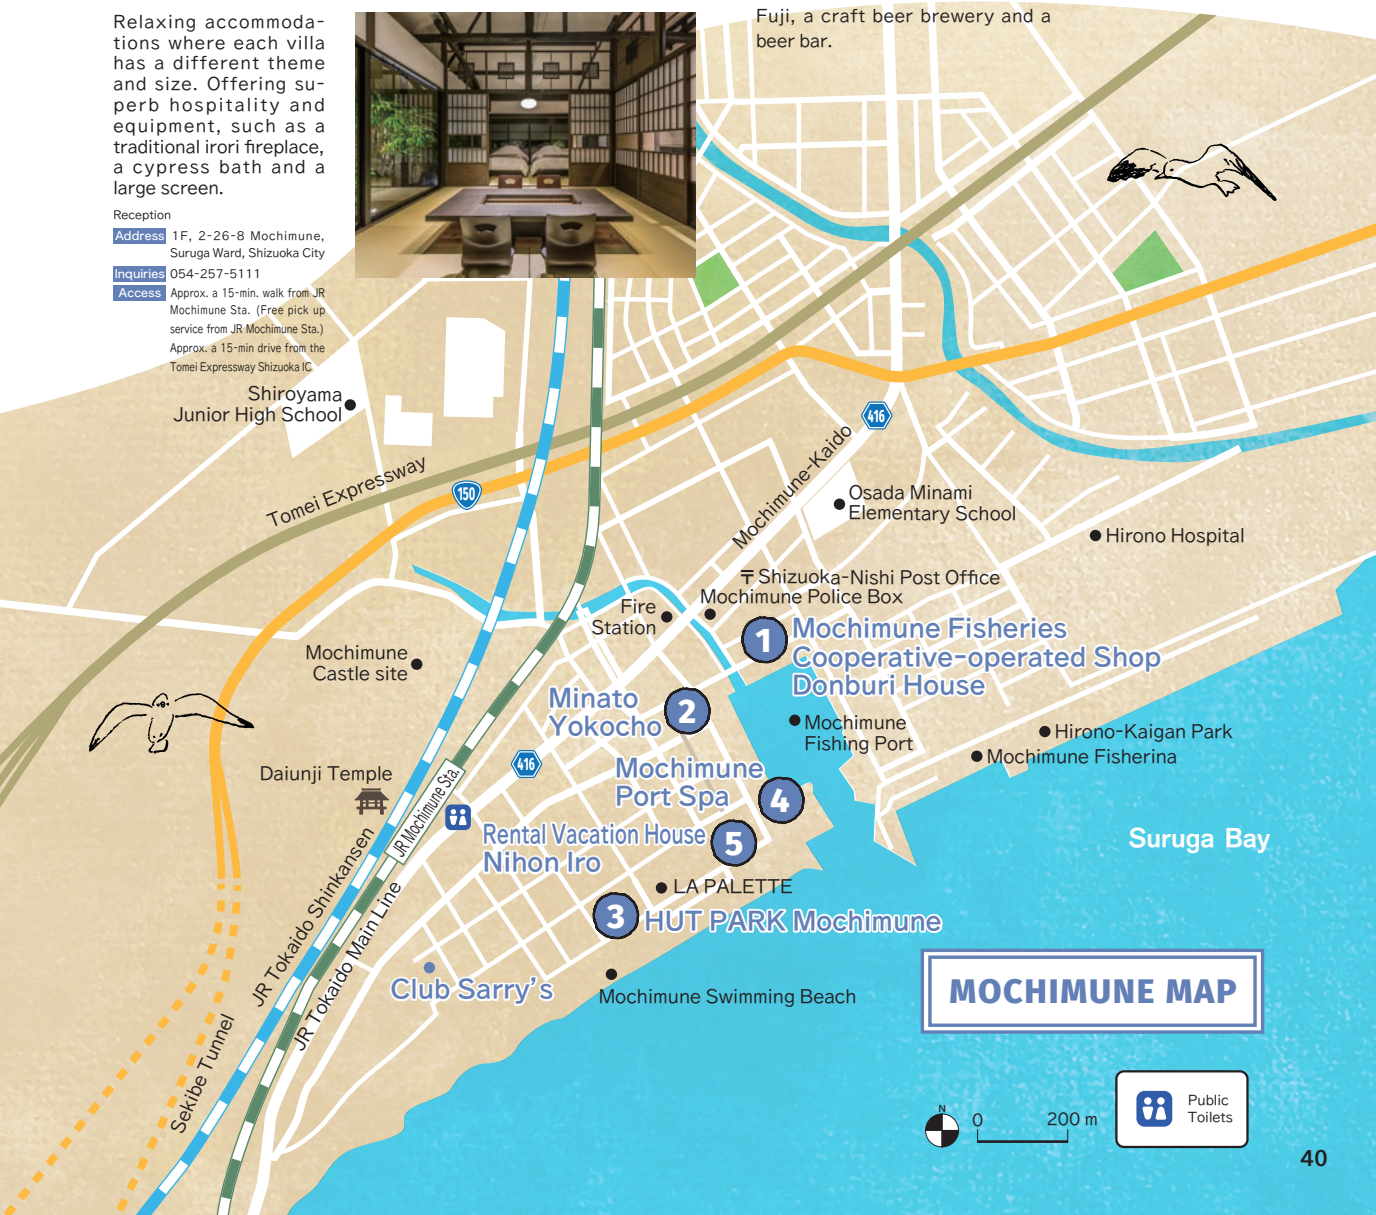 Relaxing accommoda-
tions where each villa
has a different theme
and size. Offering su-
perb hospitality and
equipment, such as a
traditional irori fireplace,
a cypress bath and a
large screen.
Reception
Address 1F, 2-26-8 Mochimune,
Suruga Ward, Shizuoka City
Inquiries 054-257-5111
Access Approx. a 15-min. walk from JR
Mochimune Sta. (Free pick up
service from JR Mochimune Sta.)
Approx. a 15-min drive from the
Tomei Expressway Shizuoka IC
Fuji, a craft beer brewery and a
beer bar.
Shiroyama
Junior High School
Tomei Expressway
150
416
Mochimune-Kaido
Osada Minami
Elementary School
Hirono Hospital
〒Shizuoka-Nishi Post Office
Mochimune Police Box
Fire
Station
1
Mochimune Fisheries
Cooperative-operated Shop
Donburi House
Mochimune
Castle site
Minato
Yokocho
2
Mochimune
Fishing Port
Hirono-Kaigan Park
Mochimune Fisherina
416
Daiunji Temple
JR Mochimune Sta.
Mochimune
Port Spa
4
Rental Vacation House
Nihon Iro
5
Suruga Bay
LA PALETTE
3
HUT PARK Mochimune
JR Tokaido Shinkansen
JR Tokaido Main Line
Club Sarry's
Mochimune Swimming Beach
Sekibe Tunnel
MOCHIMUNE MAP
N
0 200 m
Public
Toilets
40